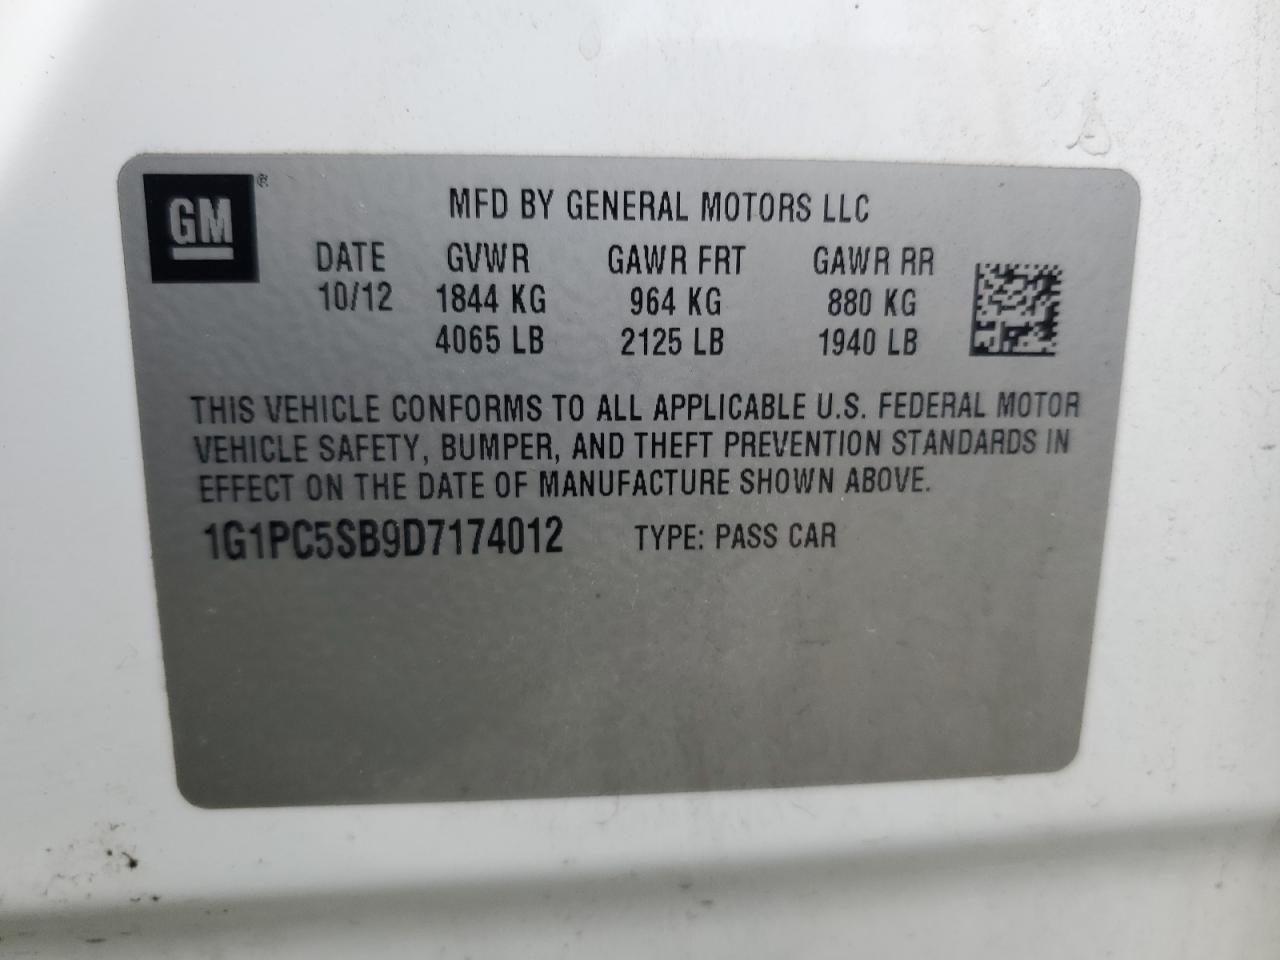 GM ®
MFD BY GENERAL MOTORS LLC
DATE GVWR GAWR FRT GAWR RR
10/12 1844 KG 964 KG 880 KG
4065 LB 2125 LB 1940 LB
THIS VEHICLE CONFORMS TO ALL APPLICABLE U.S. FEDERAL MOTOR
VEHICLE SAFETY, BUMPER, AND THEFT PREVENTION STANDARDS IN
EFFECT ON THE DATE OF MANUFACTURE SHOWN ABOVE.
1G1PC5SB9D7174012 TYPE: PASS CAR